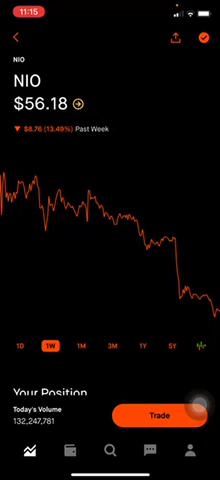 11:15
NIO
NIO
$56.18
▼ $8.76 (13.49%) Past Week
1D 1W 1M 3M 1Y 5Y
Your Position
Today's Volume
132,247,781
Trade